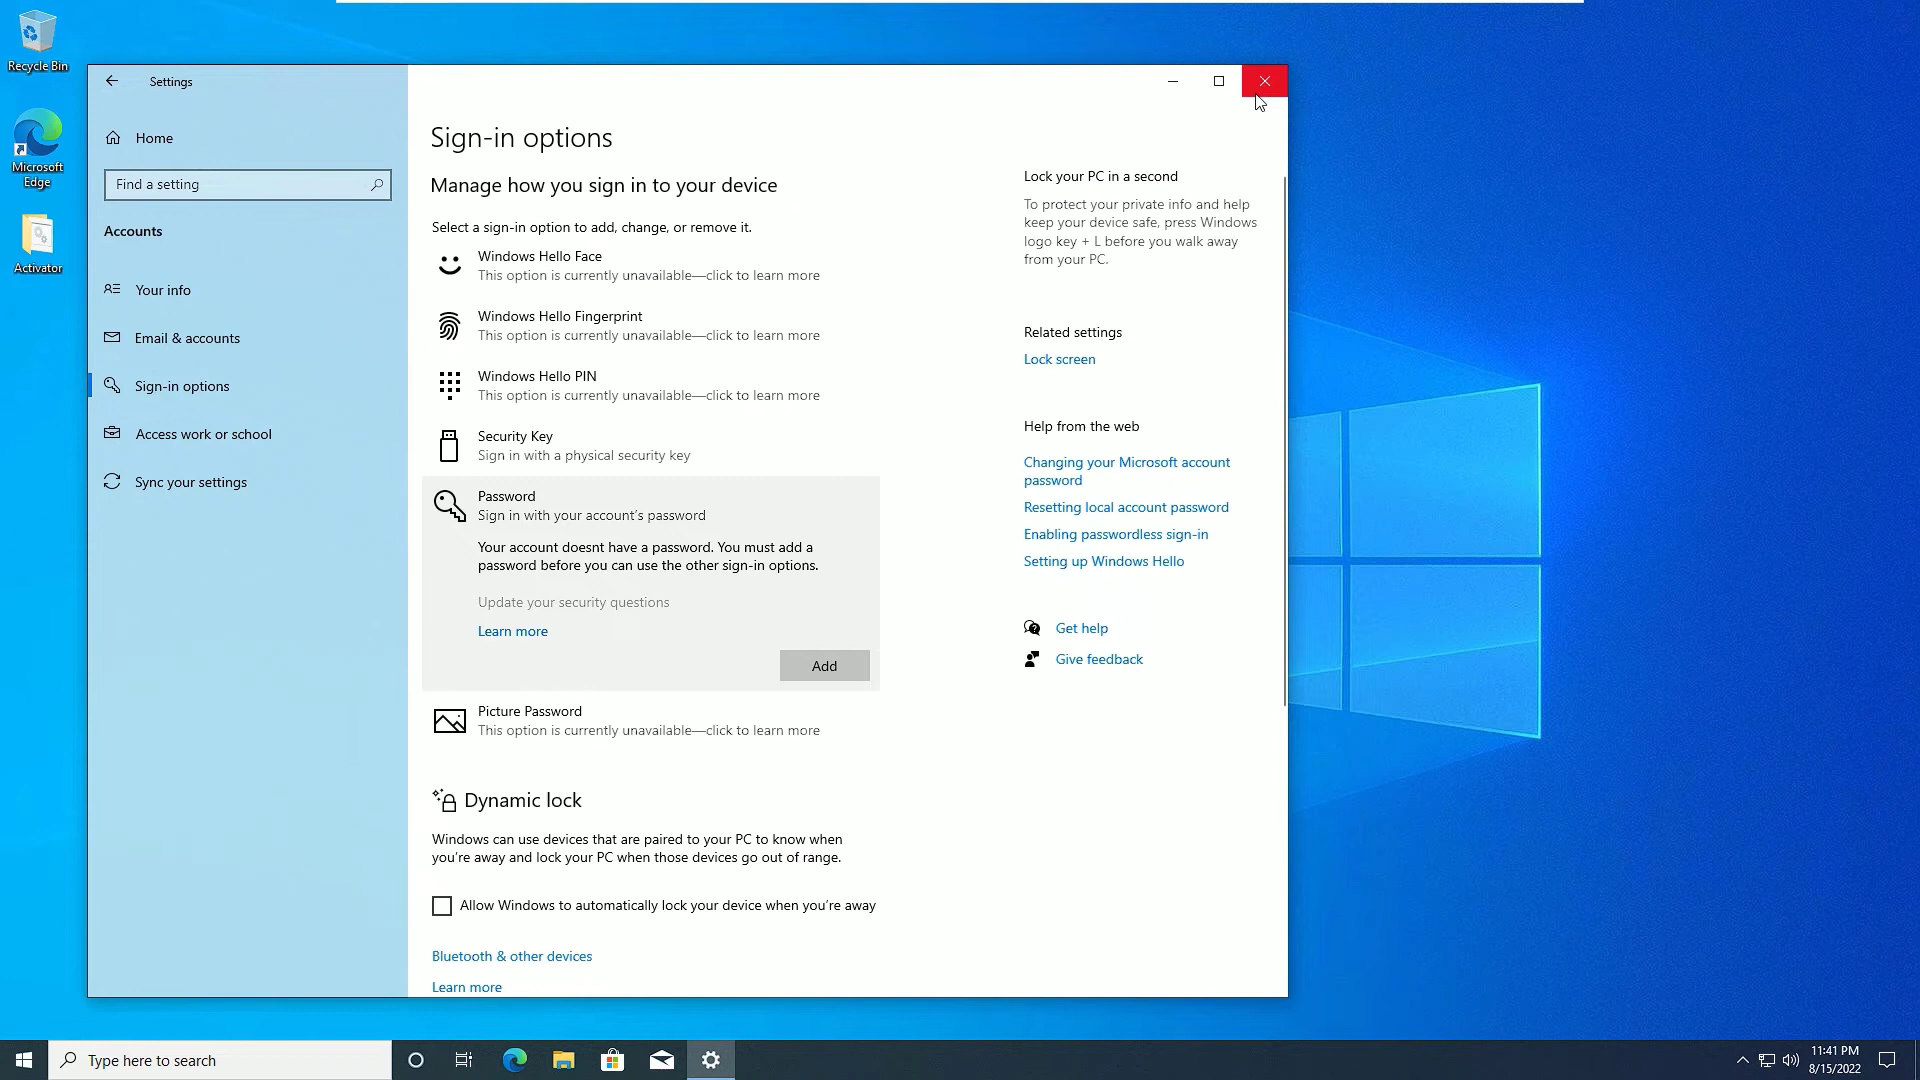 Recycle Bin
Microsoft
Edge
Activator
Settings
Home
Find a setting
Accounts
Your info
Email & accounts
Sign-in options
Access work or school
Sync your settings
Sign-in options
Manage how you sign in to your device
Select a sign-in option to add, change, or remove it.
Windows Hello Face
This option is currently unavailable—click to learn more
Windows Hello Fingerprint
This option is currently unavailable—click to learn more
Windows Hello PIN
This option is currently unavailable—click to learn more
Security Key
Sign in with a physical security key
Password
Sign in with your account's password
Your account doesnt have a password. You must add a
password before you can use the other sign-in options.
Update your security questions
Learn more
Add
Picture Password
This option is currently unavailable—click to learn more
Dynamic lock
Windows can use devices that are paired to your PC to know when
you're away and lock your PC when those devices go out of range.
Allow Windows to automatically lock your device when you're away
Bluetooth & other devices
Learn more
Lock your PC in a second
To protect your private info and help
keep your device safe, press Windows
logo key + L before you walk away
from your PC.
Related settings
Lock screen
Help from the web
Changing your Microsoft account
password
Resetting local account password
Enabling passwordless sign-in
Setting up Windows Hello
Get help
Give feedback
Type here to search
11:41 PM
8/15/2022